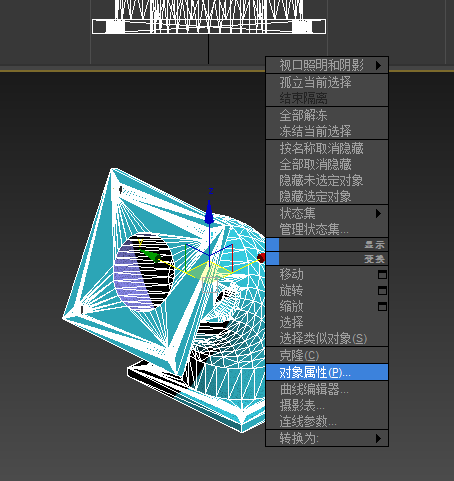 视口照明和阴影
孤立当前选择
结束隔离
全部解冻
冻结当前选择
按名称取消隐藏
全部取消隐藏
隐藏未选定对象
隐藏选定对象
状态集
管理状态集...
显示
变换
移动
旋转
缩放
选择
选择类似对象(S)
克隆(C)
对象属性(P)...
曲线编辑器...
摄影表...
连线参数...
转换为: